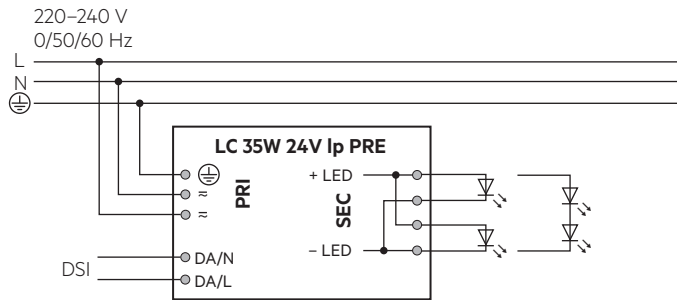 220–240 V
0/50/60 Hz
L
N
LC 35W 24V lp PRE
PRI
≂
≂
+ LED
SEC
– LED
DSI
DA/N
DA/L